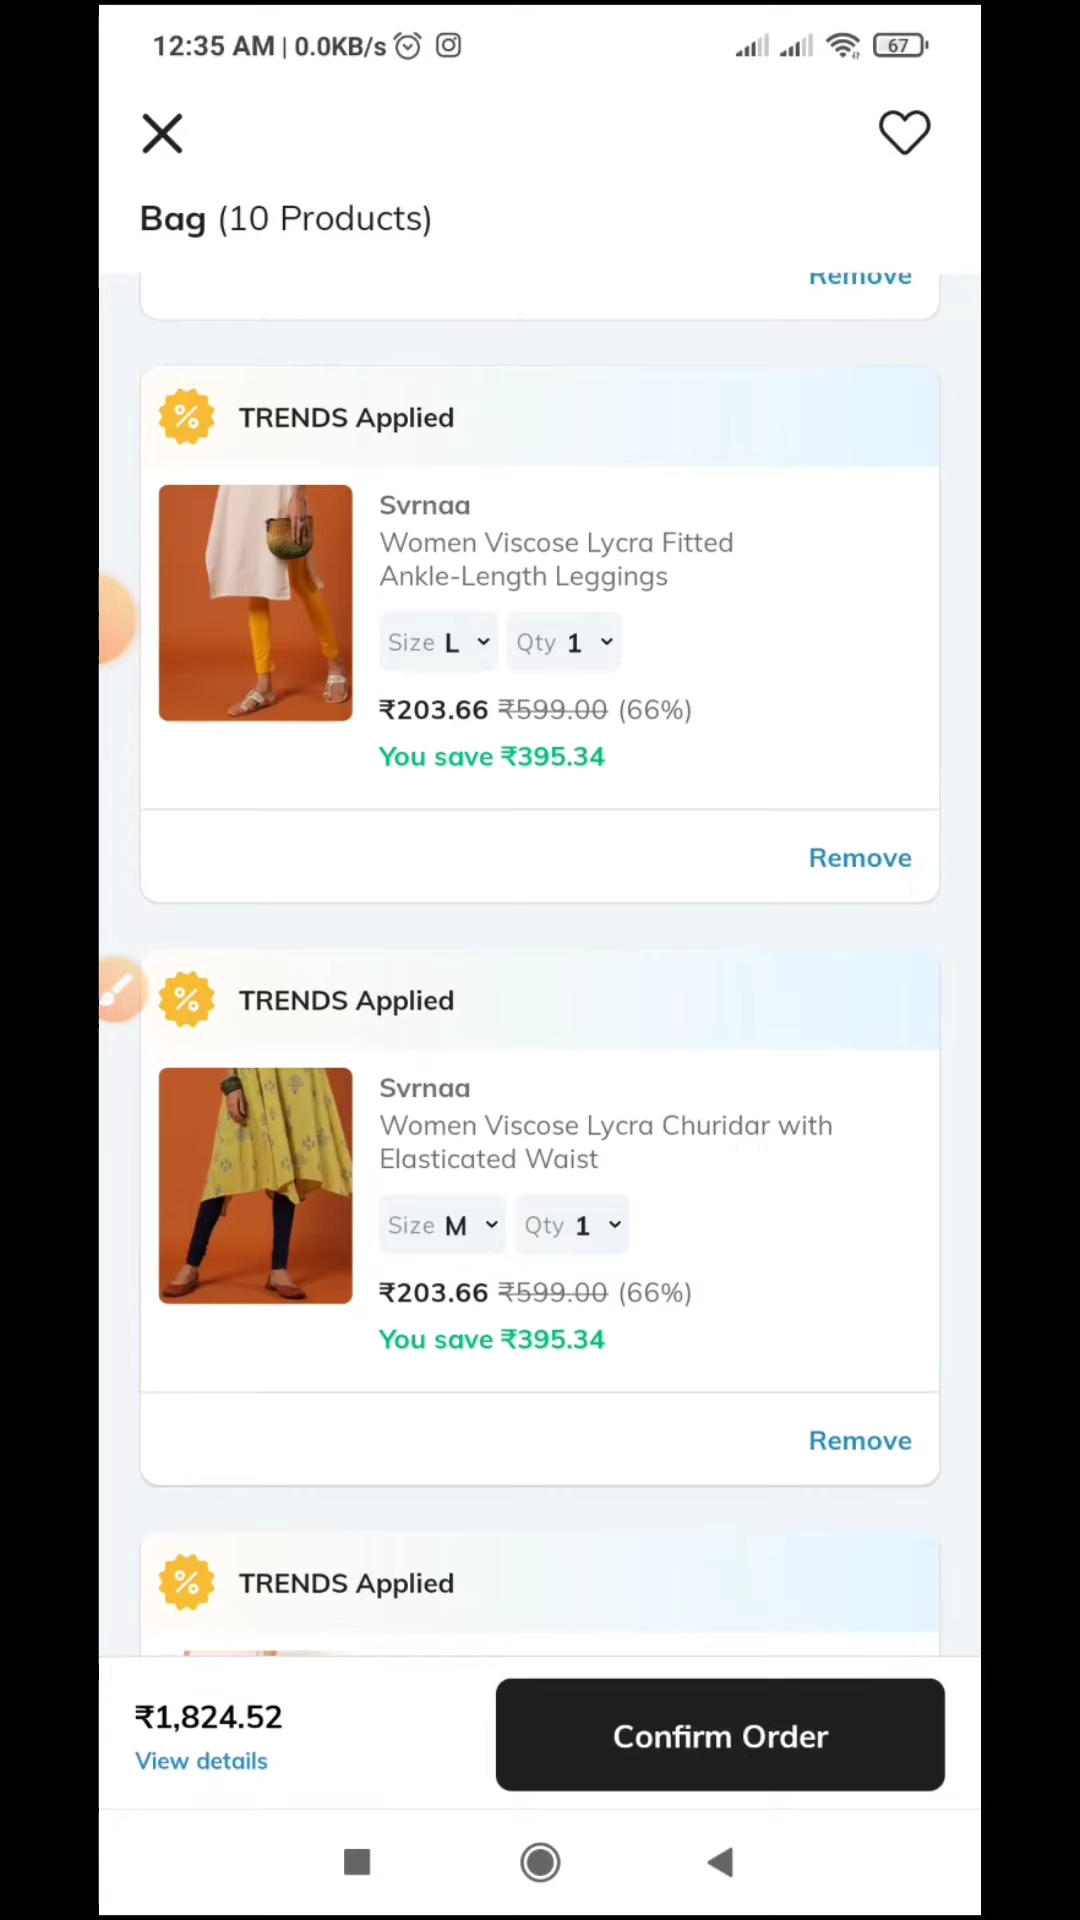 12:35 AM | 0.0KB/s
67
Bag (10 Products)
Remove
TRENDS Applied
Svrnaa
Women Viscose Lycra Fitted
Ankle-Length Leggings
Size L Qty 1
₹203.66 ₹599.00 (66%)
You save ₹395.34
Remove
TRENDS Applied
Svrnaa
Women Viscose Lycra Churidar with
Elasticated Waist
Size M Qty 1
₹203.66 ₹599.00 (66%)
You save ₹395.34
Remove
TRENDS Applied
₹1,824.52
View details
Confirm Order